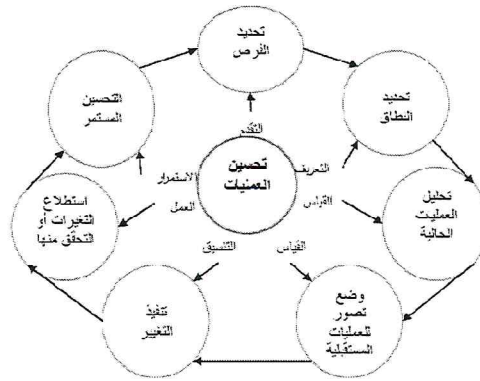 تحديد
الفرص
تحديد
النطاق
تحليل
العمليات
الحالية
وضع
تصور
للعمليات
المستقبلية
تنفيذ
التغيير
استطلاع
التغيرات أو
التحقق منها
التحسين
المستمر
تحسين
العمليات
التقدم
التعريف
القياس
القياس
التنسيق
العمل
الاستمرار